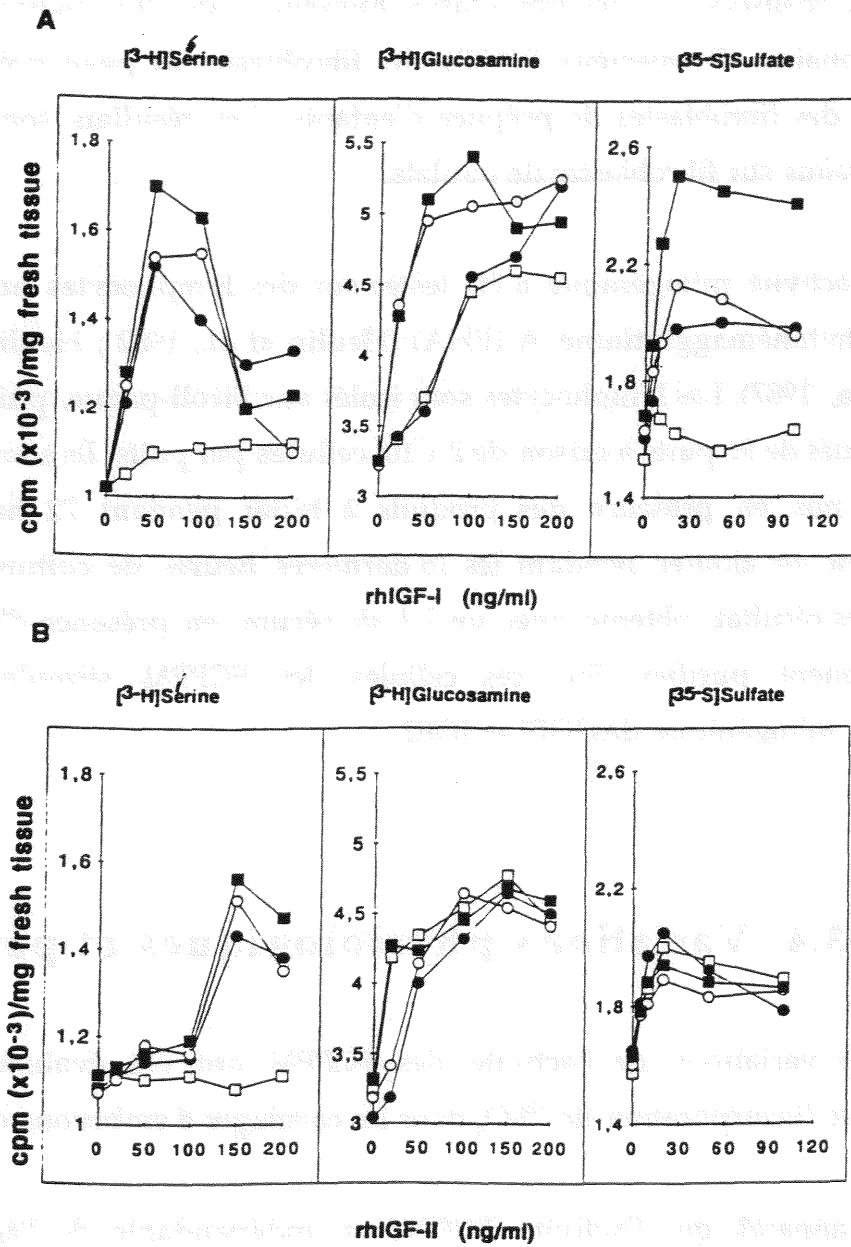 A
[3-H]Serine [3-H]Glucosamine [35-S]Sulfate
cpm (x10-3)/mg fresh tissue
1,8
1,6
1,4
1,2
1
0 50 100 150 200
5,5
5
4,5
4
3,5
3
0 50 100 150 200
2,6
2,2
1,8
1,4
0 30 60 90 120
rhIGF-I (ng/ml)
B
[3-H]Serine [3-H]Glucosamine [35-S]Sulfate
cpm (x10-3)/mg fresh tissue
1,8
1,6
1,4
1,2
1
0 50 100 150 200
5,5
5
4,5
4
3,5
3
0 50 100 150 200
2,6
2,2
1,8
1,4
0 30 60 90 120
rhIGF-II (ng/ml)